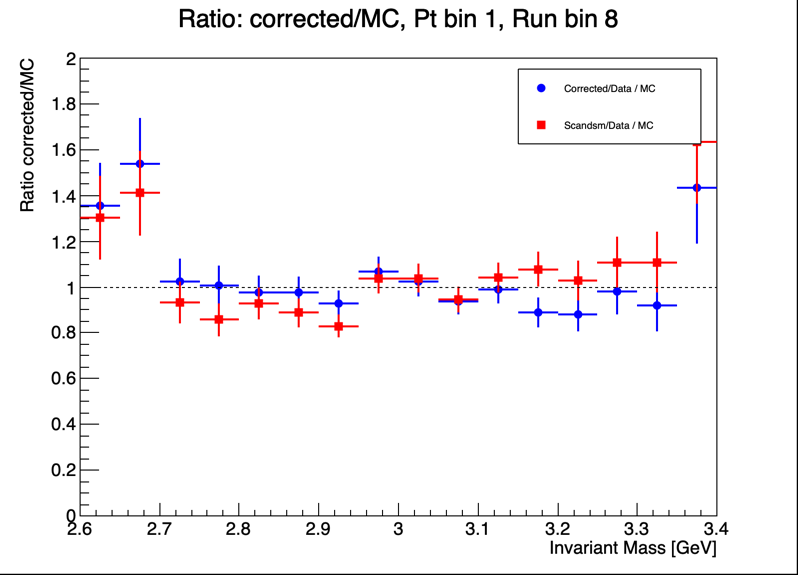 Ratio: corrected/MC, Pt bin 1, Run bin 8
Ratio corrected/MC
2
1.8
1.6
1.4
1.2
1
0.8
0.6
0.4
0.2
0
Corrected/Data / MC
Scandsm/Data / MC
2.6 2.7 2.8 2.9 3 3.1 3.2 3.3 3.4
Invariant Mass [GeV]